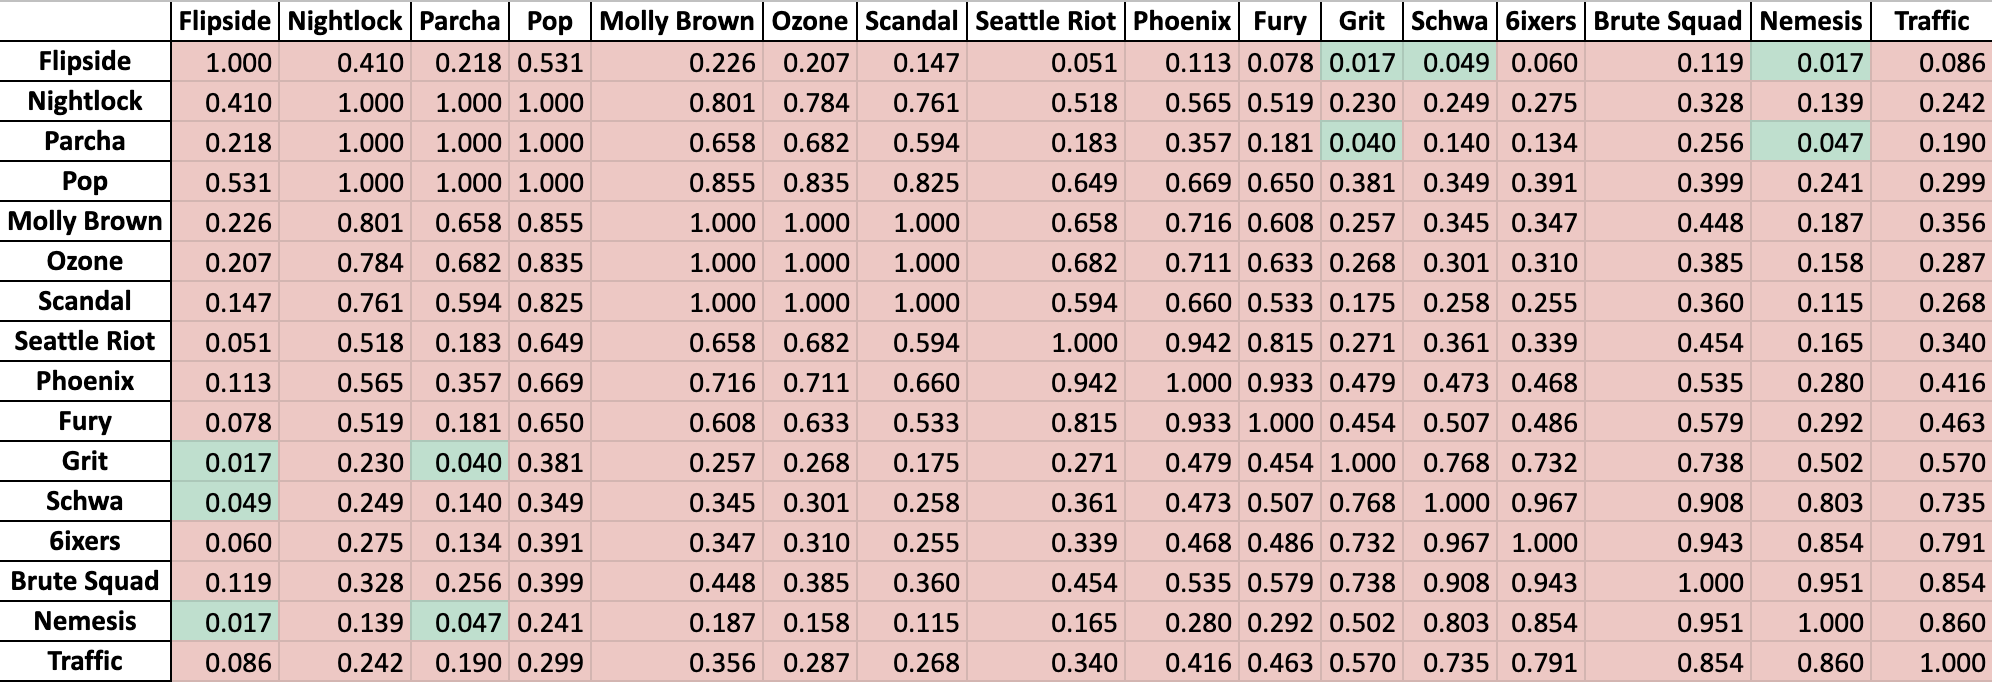 Flipside Nightlock Parcha Pop Molly Brown Ozone Scandal Seattle Riot Phoenix Fury Grit Schwa 6ixers Brute Squad Nemesis Traffic
Flipside 1.000 0.410 0.218 0.531 0.226 0.207 0.147 0.051 0.113 0.078 0.017 0.049 0.060 0.119 0.017 0.086
Nightlock 0.410 1.000 1.000 1.000 0.801 0.784 0.761 0.518 0.565 0.519 0.230 0.249 0.275 0.328 0.139 0.242
Parcha 0.218 1.000 1.000 1.000 0.658 0.682 0.594 0.183 0.357 0.181 0.040 0.140 0.134 0.256 0.047 0.190
Pop 0.531 1.000 1.000 1.000 0.855 0.835 0.825 0.649 0.669 0.650 0.381 0.349 0.391 0.399 0.241 0.299
Molly Brown 0.226 0.801 0.658 0.855 1.000 1.000 1.000 0.658 0.716 0.608 0.257 0.345 0.347 0.448 0.187 0.356
Ozone 0.207 0.784 0.682 0.835 1.000 1.000 1.000 0.682 0.711 0.633 0.268 0.301 0.310 0.385 0.158 0.287
Scandal 0.147 0.761 0.594 0.825 1.000 1.000 1.000 0.594 0.660 0.533 0.175 0.258 0.255 0.360 0.115 0.268
Seattle Riot 0.051 0.518 0.183 0.649 0.658 0.682 0.594 1.000 0.942 0.815 0.271 0.361 0.339 0.454 0.165 0.340
Phoenix 0.113 0.565 0.357 0.669 0.716 0.711 0.660 0.942 1.000 0.933 0.479 0.473 0.468 0.535 0.280 0.416
Fury 0.078 0.519 0.181 0.650 0.608 0.633 0.533 0.815 0.933 1.000 0.454 0.507 0.486 0.579 0.292 0.463
Grit 0.017 0.230 0.040 0.381 0.257 0.268 0.175 0.271 0.479 0.454 1.000 0.768 0.732 0.738 0.502 0.570
Schwa 0.049 0.249 0.140 0.349 0.345 0.301 0.258 0.361 0.473 0.507 0.768 1.000 0.967 0.908 0.803 0.735
6ixers 0.060 0.275 0.134 0.391 0.347 0.310 0.255 0.339 0.468 0.486 0.732 0.967 1.000 0.943 0.854 0.791
Brute Squad 0.119 0.328 0.256 0.399 0.448 0.385 0.360 0.454 0.535 0.579 0.738 0.908 0.943 1.000 0.951 0.854
Nemesis 0.017 0.139 0.047 0.241 0.187 0.158 0.115 0.165 0.280 0.292 0.502 0.803 0.854 0.951 1.000 0.860
Traffic 0.086 0.242 0.190 0.299 0.356 0.287 0.268 0.340 0.416 0.463 0.570 0.735 0.791 0.854 0.860 1.000